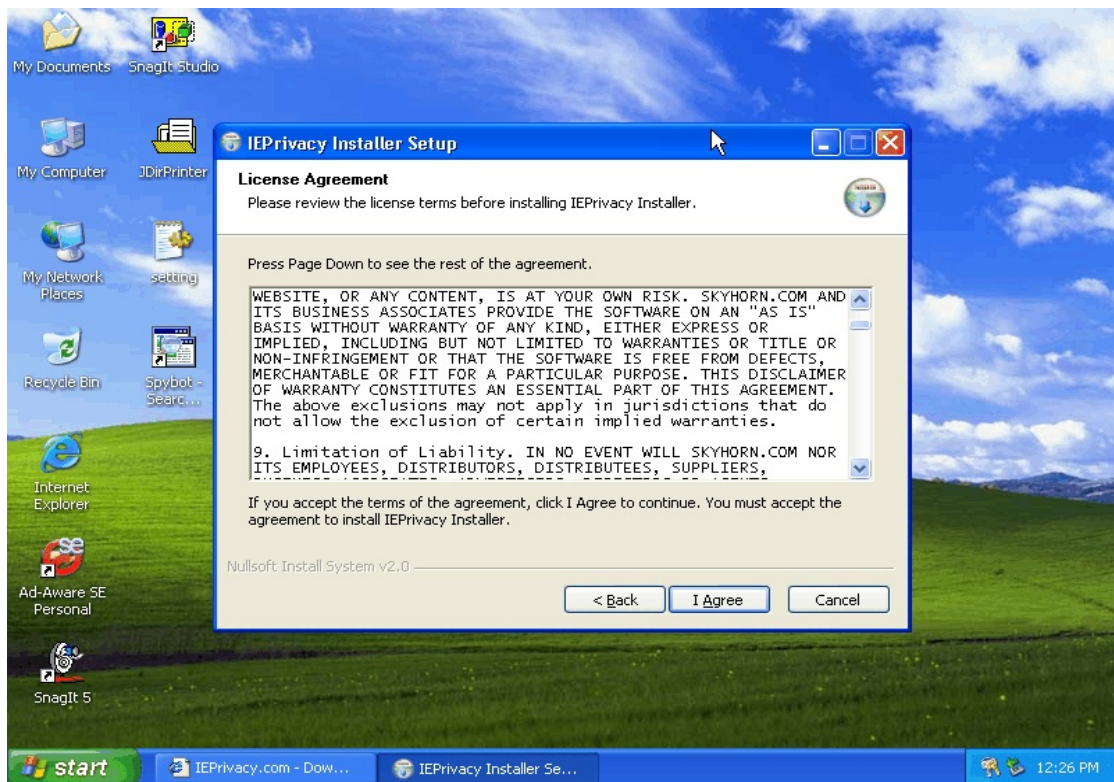 My Documents
SnagIt Studio
My Computer
JDirPrinter
My Network
Places
setting
Recycle Bin
Spybot -
Searc...
Internet
Explorer
Ad-Aware SE
Personal
SnagIt 5
IEPrivacy Installer Setup
License Agreement
Please review the license terms before installing IEPrivacy Installer.
Press Page Down to see the rest of the agreement.
WEBSITE, OR ANY CONTENT, IS AT YOUR OWN RISK. SKYHORN.COM AND
ITS BUSINESS ASSOCIATES PROVIDE THE SOFTWARE ON AN "AS IS"
BASIS WITHOUT WARRANTY OF ANY KIND, EITHER EXPRESS OR
IMPLIED, INCLUDING BUT NOT LIMITED TO WARRANTIES OR TITLE OR
NON-INFRINGEMENT OR THAT THE SOFTWARE IS FREE FROM DEFECTS,
MERCHANTABLE OR FIT FOR A PARTICULAR PURPOSE. THIS DISCLAIMER
OF WARRANTY CONSTITUTES AN ESSENTIAL PART OF THIS AGREEMENT.
The above exclusions may not apply in jurisdictions that do
not allow the exclusion of certain implied warranties.
9. Limitation of Liability. IN NO EVENT WILL SKYHORN.COM NOR
ITS EMPLOYEES, DISTRIBUTORS, DISTRIBUTEES, SUPPLIERS,
If you accept the terms of the agreement, click I Agree to continue. You must accept the
agreement to install IEPrivacy Installer.
Nullsoft Install System v2.0
< Back
I Agree
Cancel
start
IEPrivacy.com - Dow...
IEPrivacy Installer Se...
12:26 PM